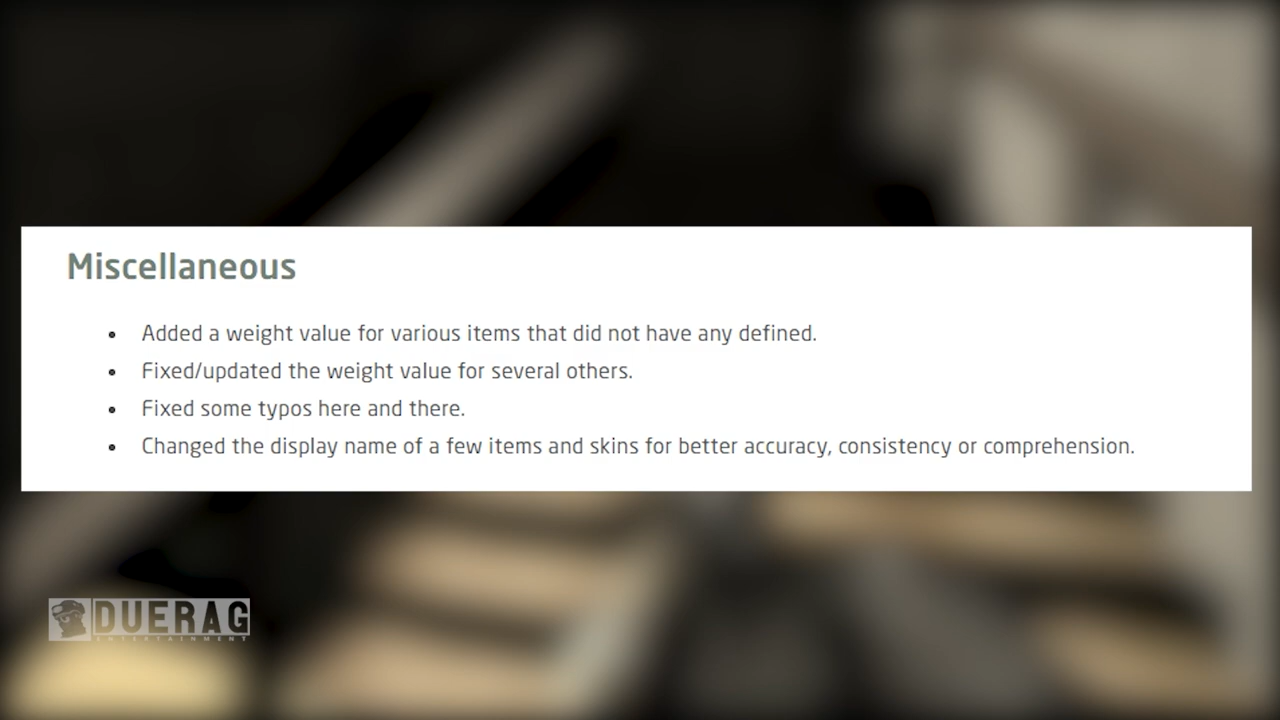 Miscellaneous
• Added a weight value for various items that did not have any defined.
• Fixed/updated the weight value for several others.
• Fixed some typos here and there.
• Changed the display name of a few items and skins for better accuracy, consistency or comprehension.
DUERAG
ENTERTAINMENT